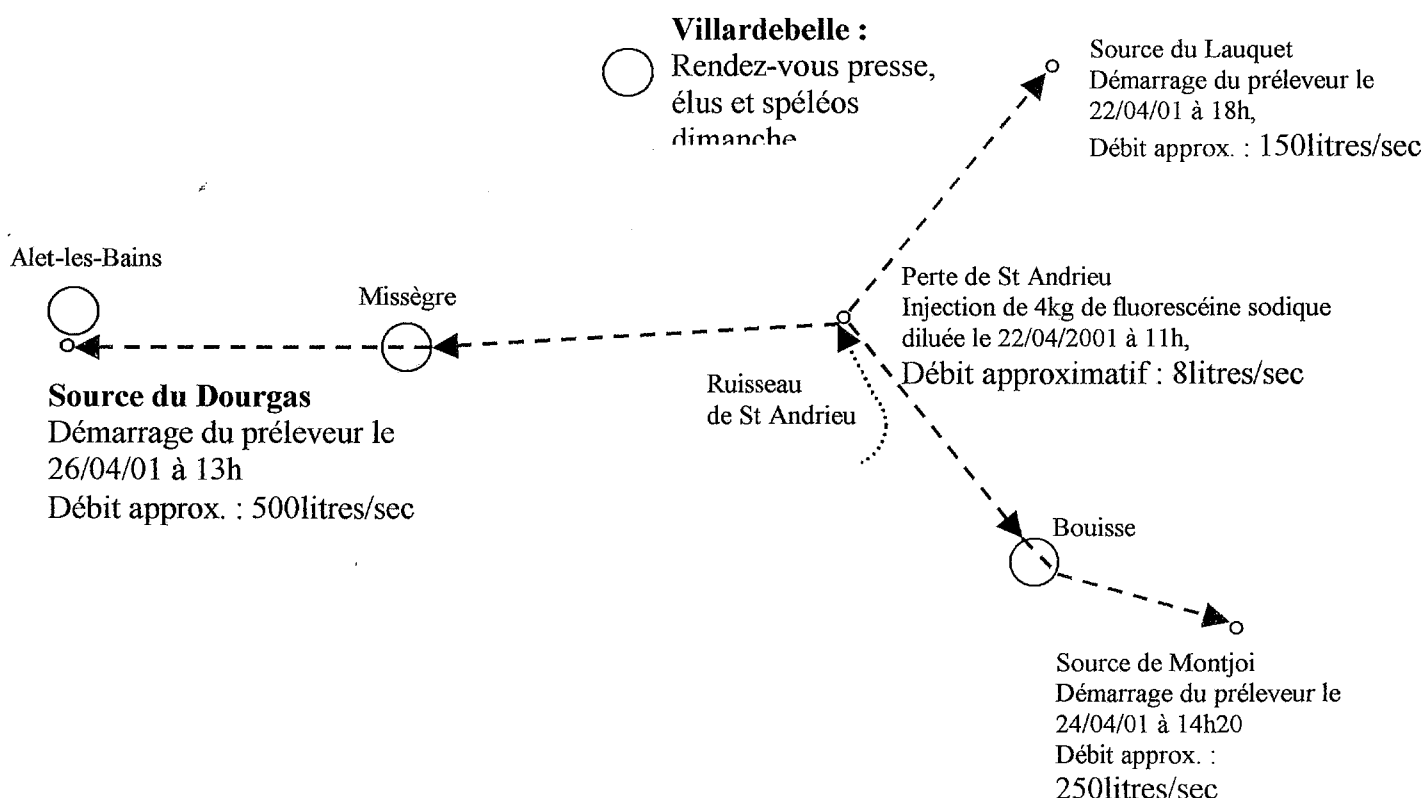 Villardebelle :
Rendez-vous presse,
élus et spéléos
dimanche
Source du Lauquet
Démarrage du préleveur le
22/04/01 à 18h,
Débit approx. : 150litres/sec
Alet-les-Bains
Missègre
Perte de St Andrieu
Injection de 4kg de fluorescéine sodique
diluée le 22/04/2001 à 11h,
Débit approximatif : 8litres/sec
Ruisseau
de St Andrieu
Source du Dourgas
Démarrage du préleveur le
26/04/01 à 13h
Débit approx. : 500litres/sec
Bouisse
Source de Montjoi
Démarrage du préleveur le
24/04/01 à 14h20
Débit approx. :
250litres/sec